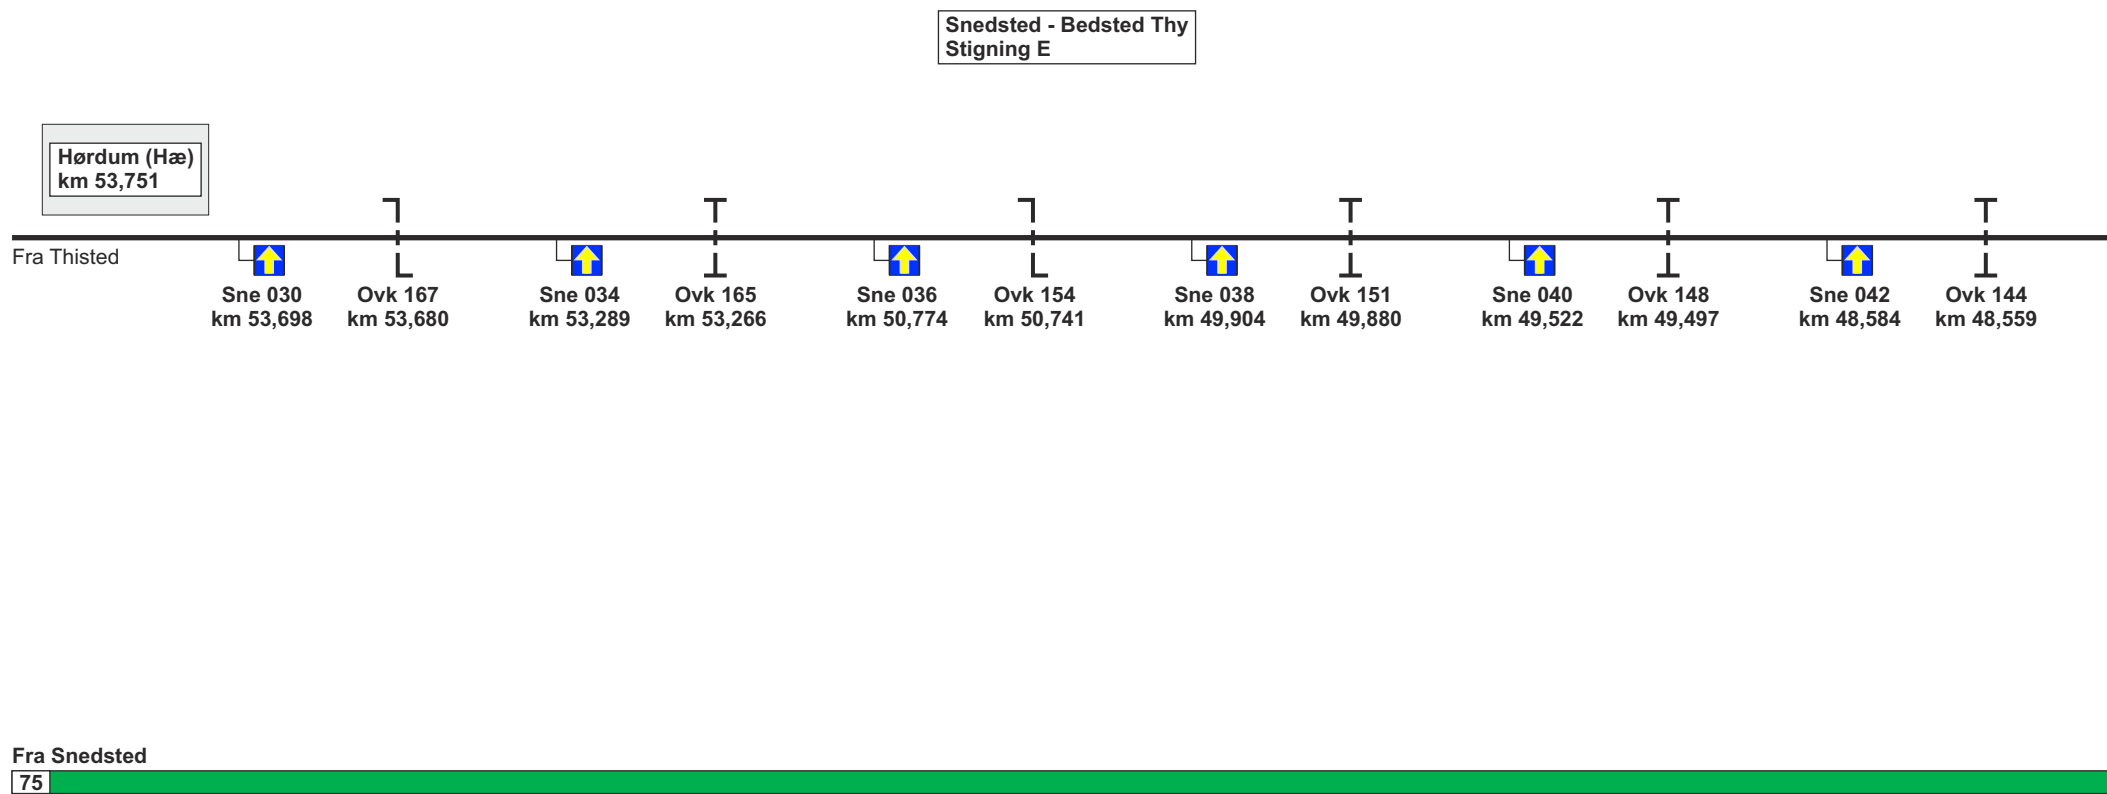 Snedsted - Bedsted Thy
Stigning E
Hørdum (Hæ)
km 53,751
Fra Thisted
Sne 030
km 53,698
Ovk 167
km 53,680
Sne 034
km 53,289
Ovk 165
km 53,266
Sne 036
km 50,774
Ovk 154
km 50,741
Sne 038
km 49,904
Ovk 151
km 49,880
Sne 040
km 49,522
Ovk 148
km 49,497
Sne 042
km 48,584
Ovk 144
km 48,559
Fra Snedsted
75